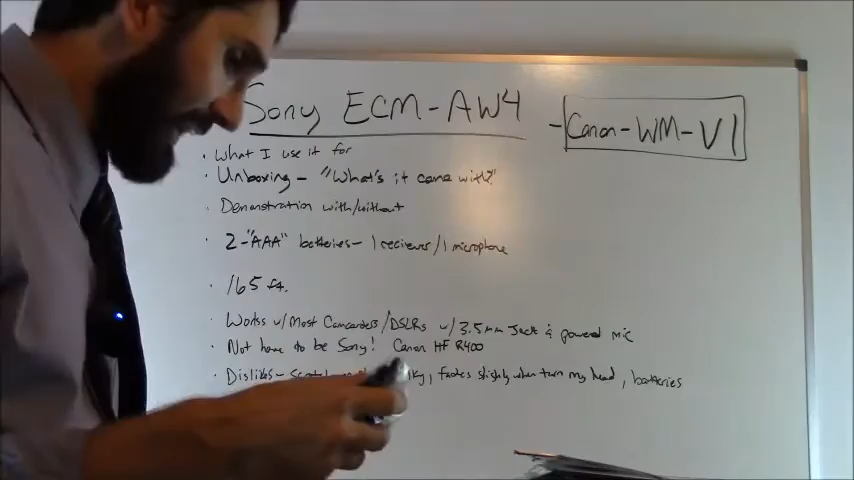 Sony ECM-AW4
-Canon-WM-V1
• What I use it for
• Unboxing - "What's it come with?"
• Demonstration with/without
• 2-"AAA" batteries - 1 reciever/1 microphone
• 165 ft.
• Works w/Most Camcorders/DSLRs w/3.5mm Jack & powered mic
• Not have to be Sony! Canon HF R400
• Dislikes - fades slightly when turn my head, batteries